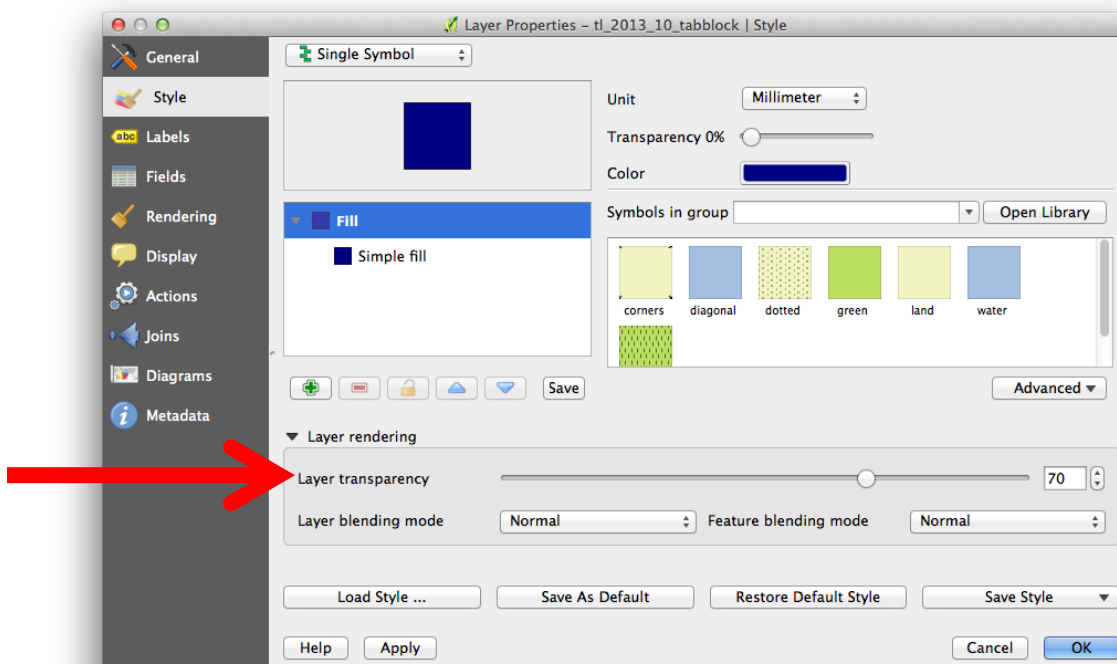 Layer Properties - tl_2013_10_tabblock | Style
General
Style
abc Labels
Fields
Rendering
Display
Actions
Joins
Diagrams
i Metadata
Single Symbol
Unit Millimeter
Transparency 0%
Color
Fill
Simple fill
Symbols in group Open Library
corners diagonal dotted green land water
Save Advanced
Layer rendering
Layer transparency 70
Layer blending mode Normal Feature blending mode Normal
Load Style ... Save As Default Restore Default Style Save Style
Help Apply Cancel OK